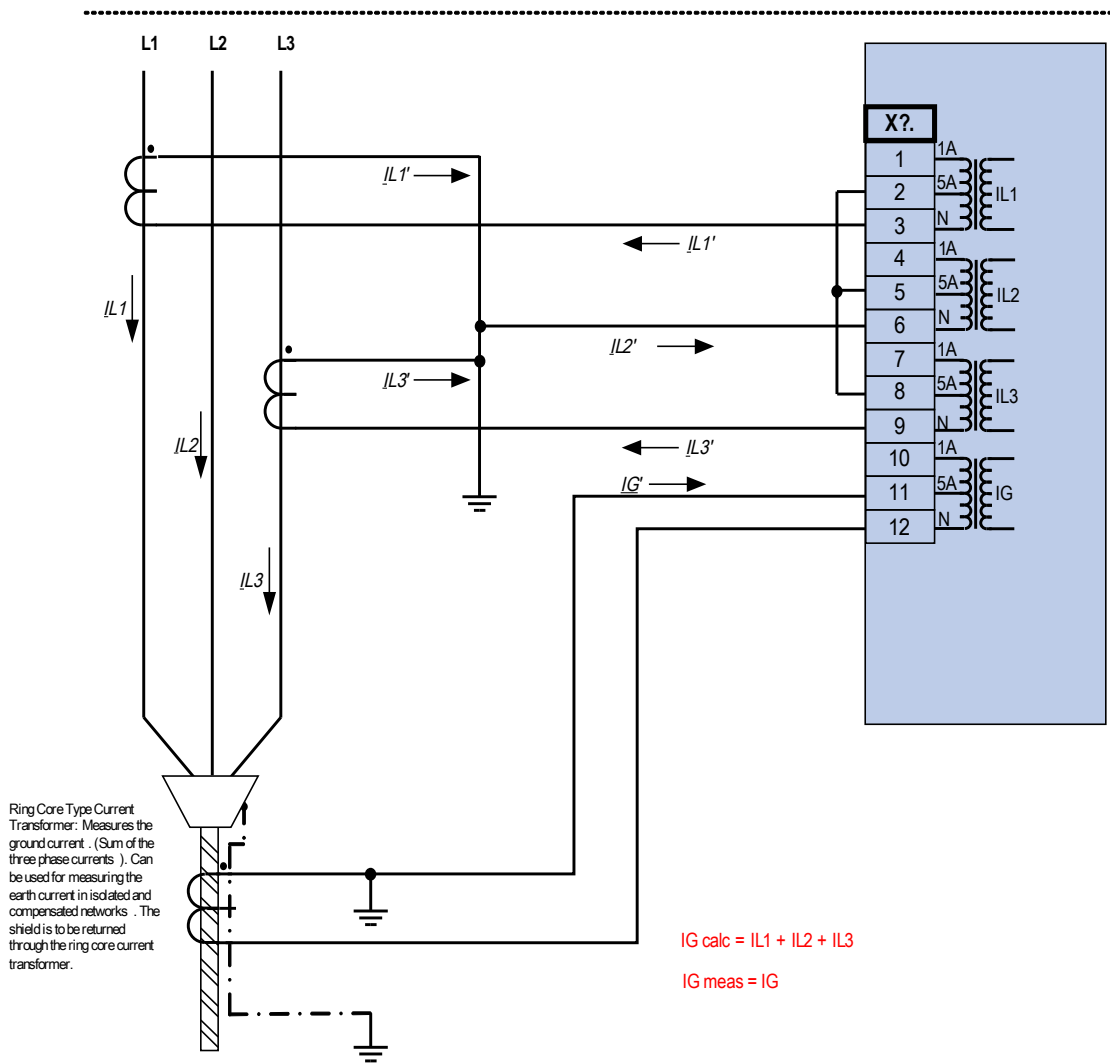 L1 L2 L3
X?.
1 1A
2 5A IL1
3 N
4 1A
5 5A IL2
6 N
7 1A
8 5A IL3
9 N
10 1A
11 5A IG
12 N
IL1'
IL1'
IL1
IL2'
IL3'
IL2
IL3'
IG'
IL3
Ring Core Type Current
Transformer: Measures the
ground current . (Sum of the
three phase currents ). Can
be used for measuring the
earth current in isolated and
compensated networks . The
shield is to be returned
through the ring core current
transformer.
IG calc = IL1 + IL2 + IL3
IG meas = IG